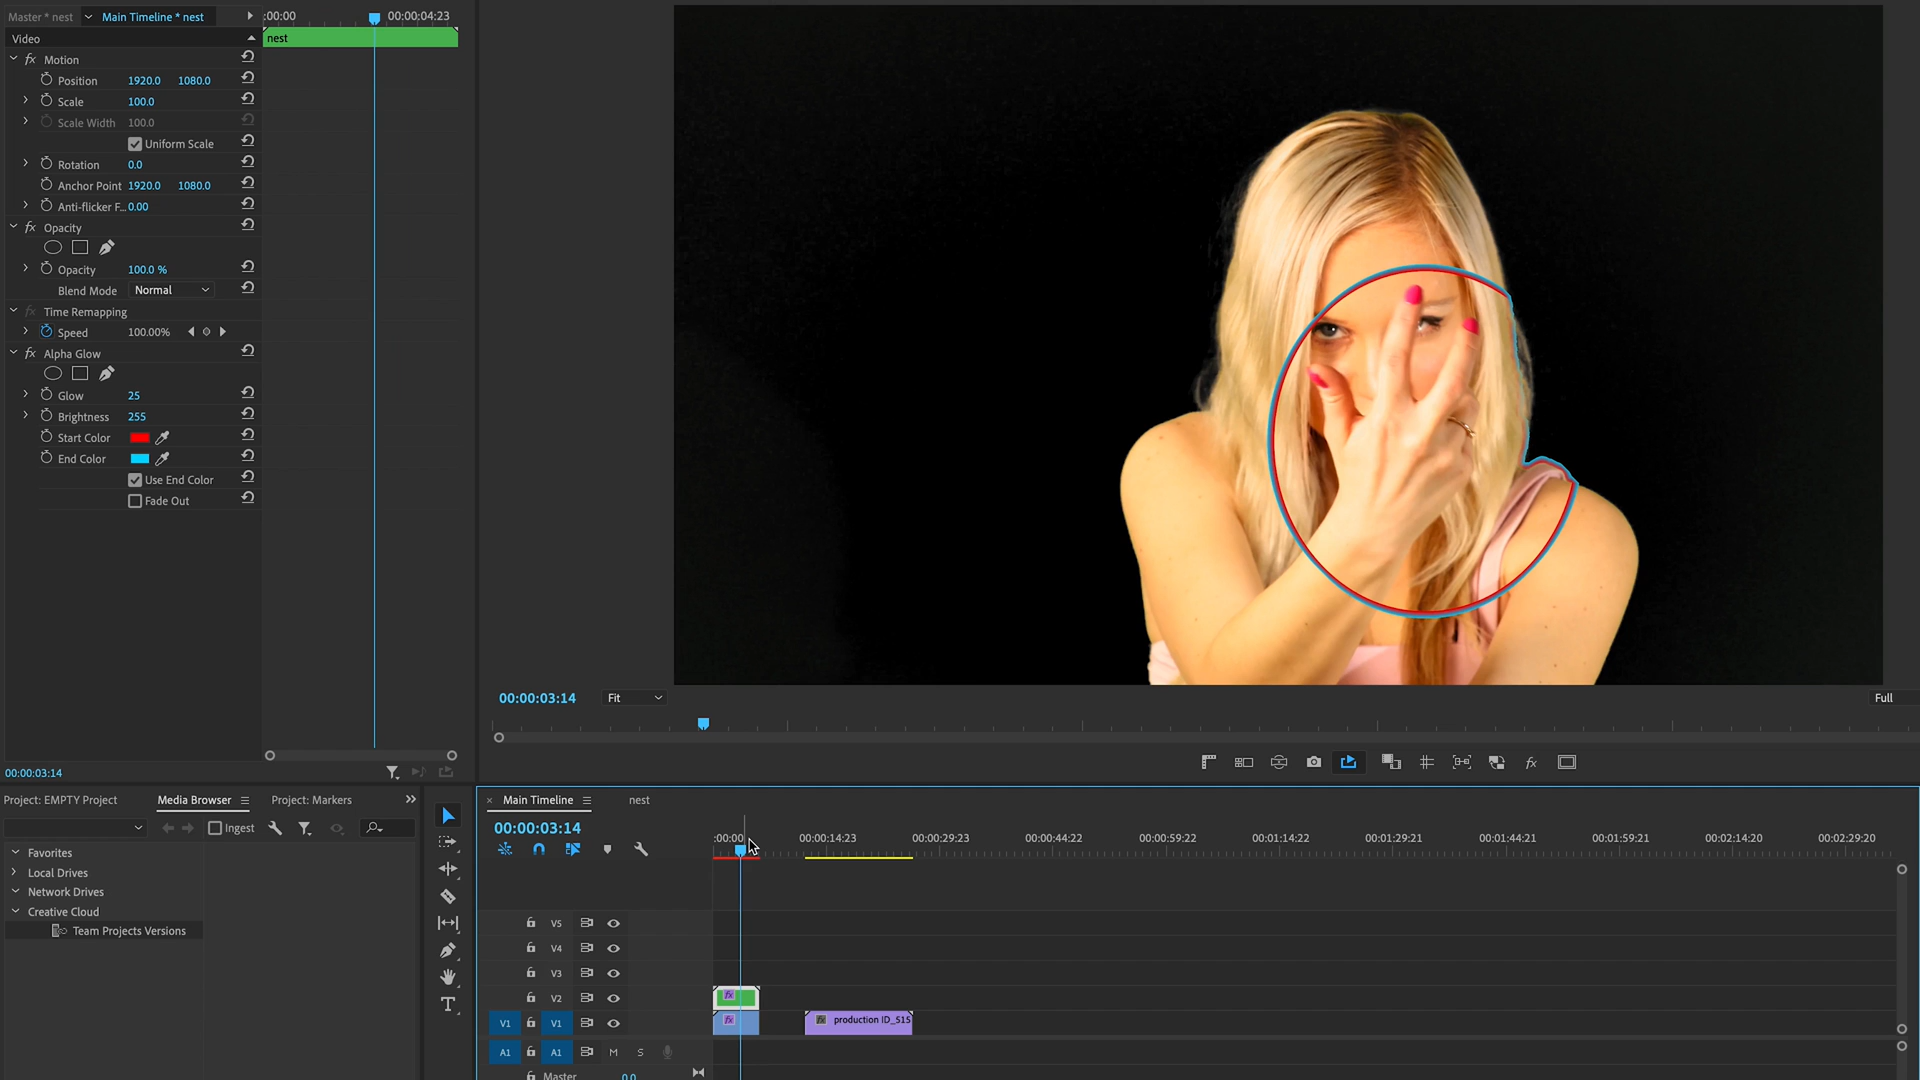 Master * nest
Main Timeline * nest
:00:00
00:00:04:23
Video
nest
fx Motion
Position 1920.0 1080.0
Scale 100.0
Scale Width 100.0
Uniform Scale
Rotation 0.0
Anchor Point 1920.0 1080.0
Anti-flicker F... 0.00
fx Opacity
Opacity 100.0 %
Blend Mode Normal
fx Time Remapping
Speed 100.00%
fx Alpha Glow
Glow 25
Brightness 255
Start Color
End Color
Use End Color
Fade Out
00:00:03:14
Fit
Full
fx
00:00:03:14
Project: EMPTY Project
Media Browser
Project: Markers
Ingest
Favorites
Local Drives
Network Drives
Creative Cloud
Team Projects Versions
T
Main Timeline
nest
00:00:03:14
:00:00 00:00:14:23 00:00:29:23 00:00:44:22 00:00:59:22 00:01:14:22 00:01:29:21 00:01:44:21 00:01:59:21 00:02:14:20 00:02:29:20
V5
V4
V3
V2 fx
V1 V1 fx fx production ID_515
A1 A1 M S
Master 0.0